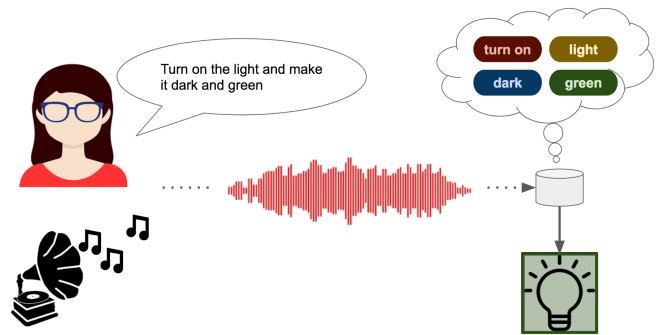 Turn on the light and make
it dark and green
turn on light
dark green